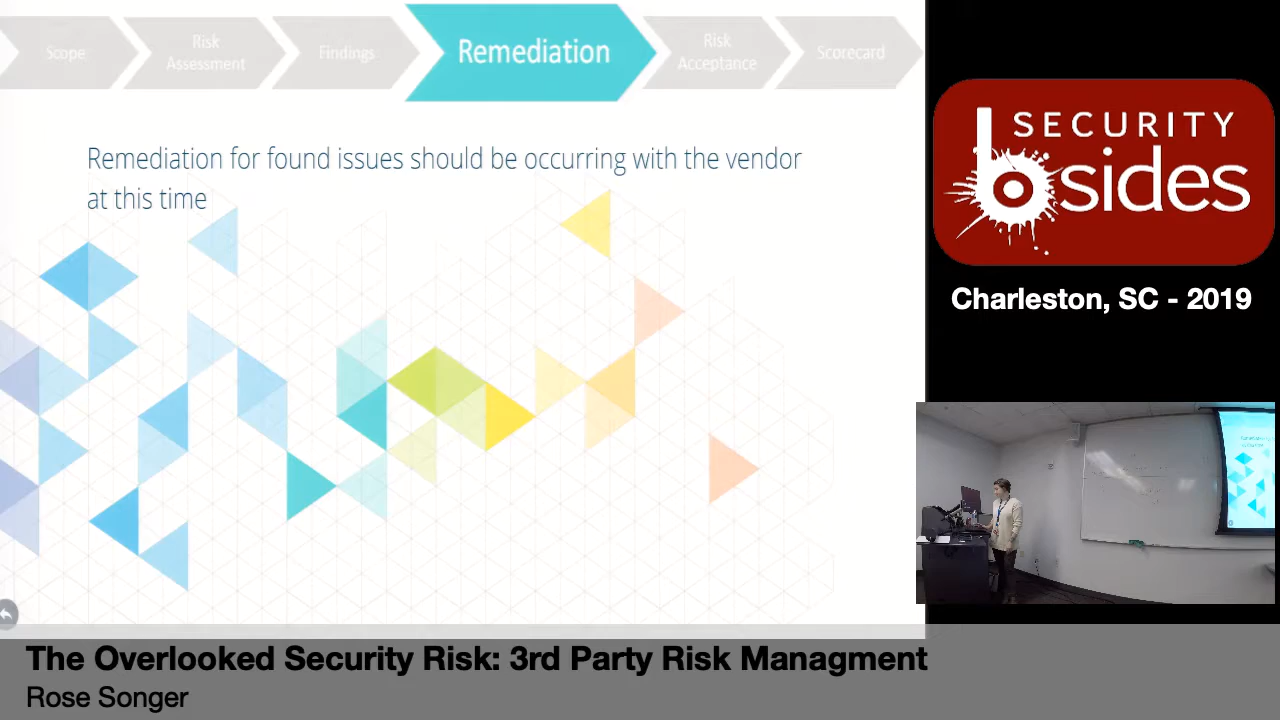 Scope
Risk
Assessment
Findings
Remediation
Risk
Acceptance
Scorecard
Remediation for found issues should be occurring with the vendor
at this time
SECURITY
bsides
Charleston, SC - 2019
The Overlooked Security Risk: 3rd Party Risk Managment
Rose Songer